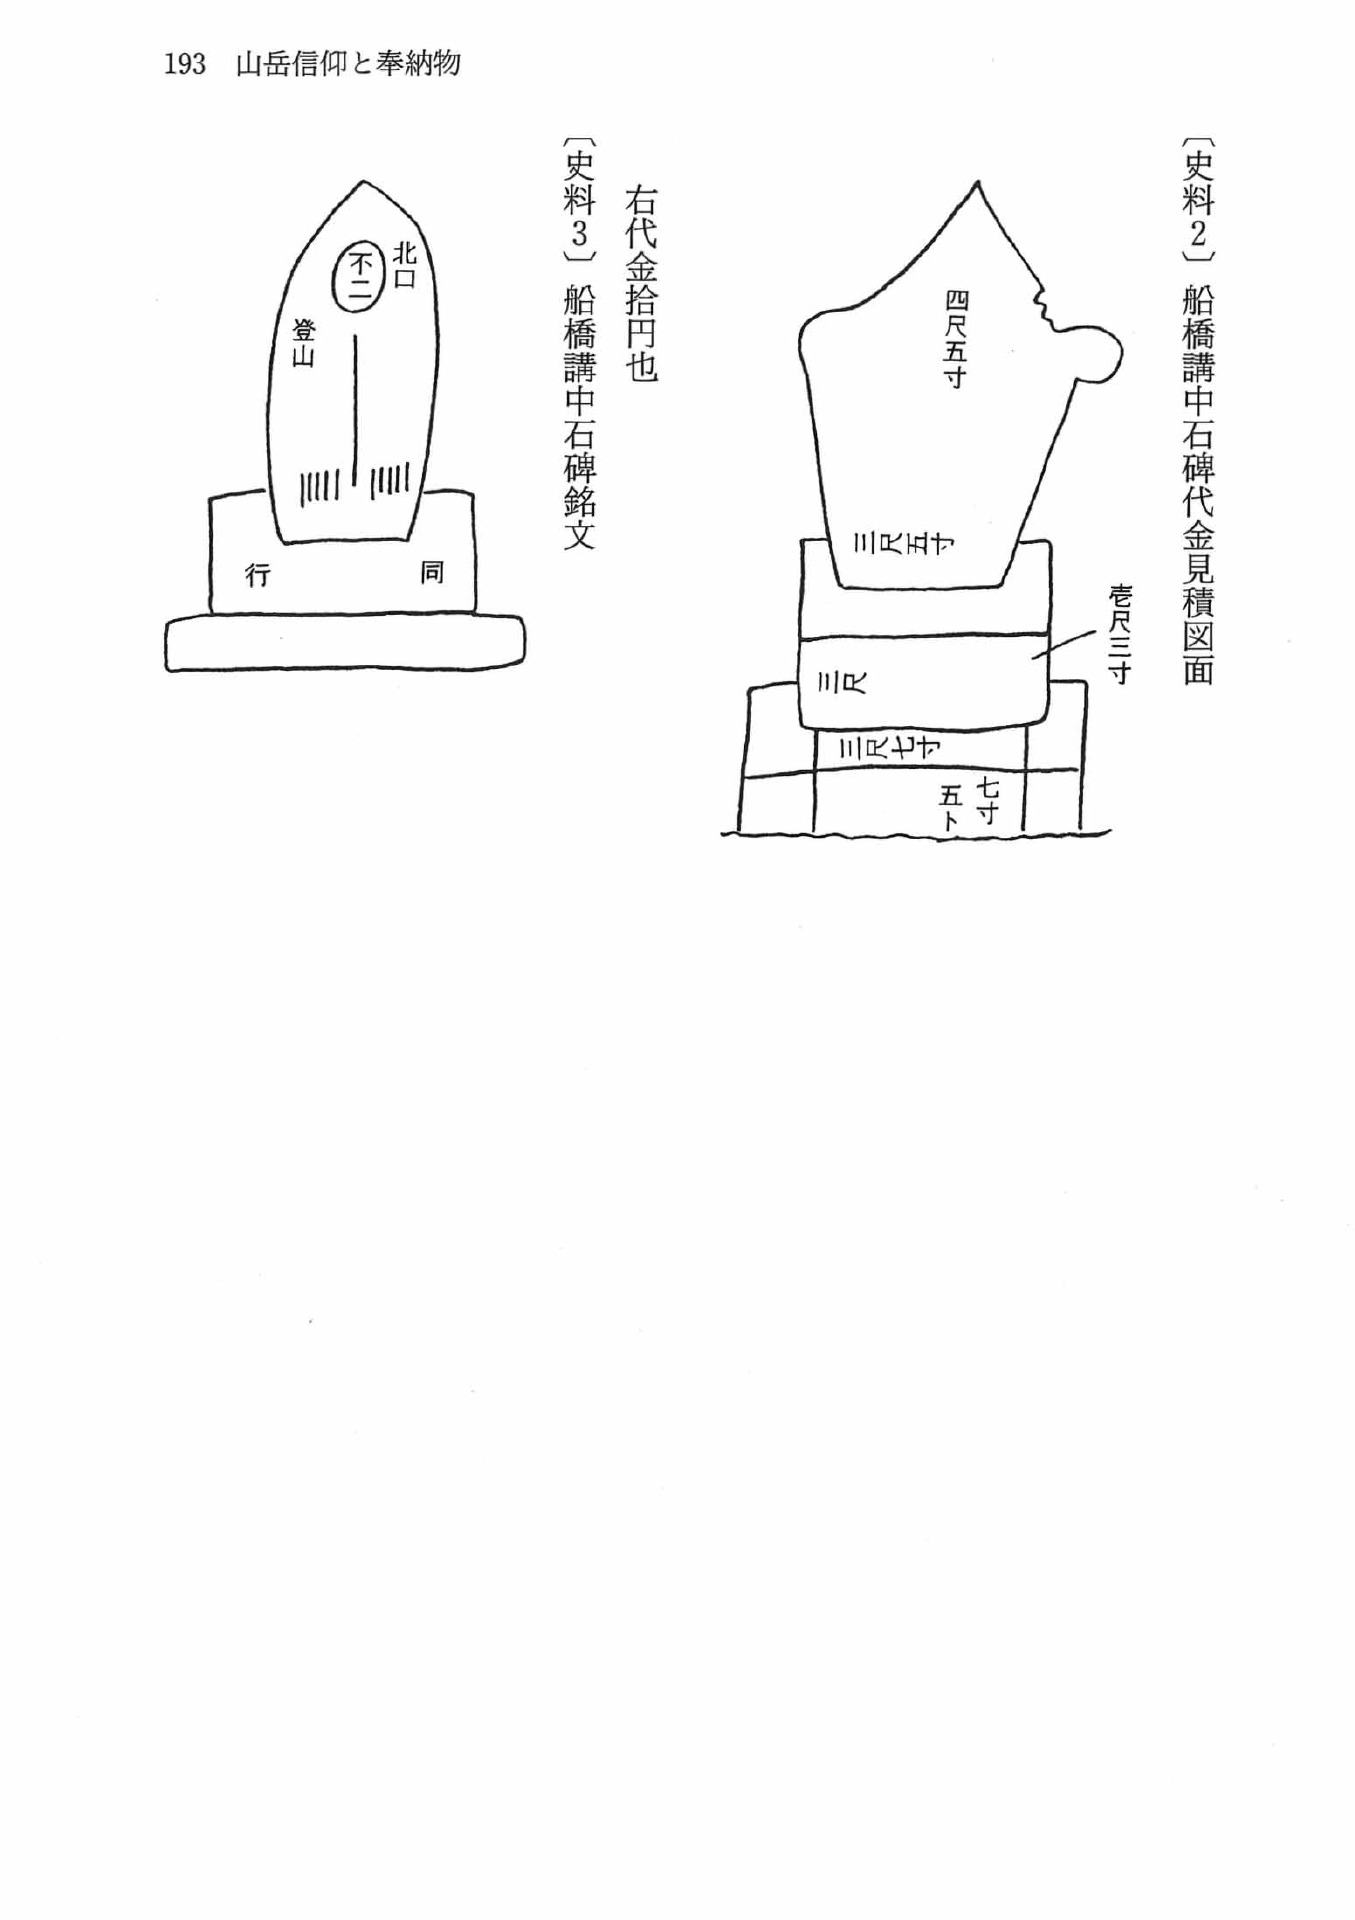 193 山岳信仰と奉納物
〔史料2〕 船橋講中石碑代金見積図面
四尺五寸
三尺五寸
壱尺三寸
三尺
三尺七寸
七寸
五ト
右代金拾円也
〔史料3〕 船橋講中石碑銘文
北口
不二
登山
同
行